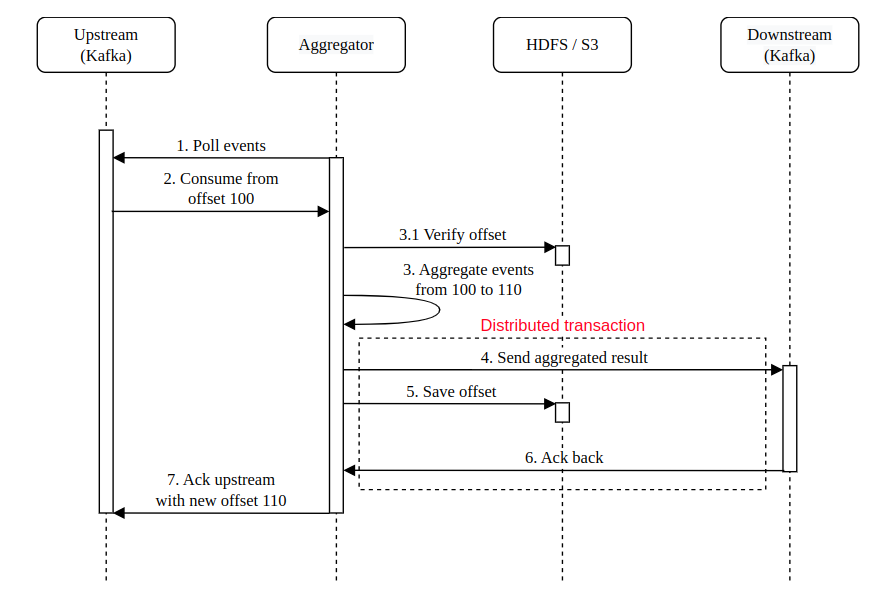 Upstream
(Kafka)
Aggregator
HDFS / S3
Downstream
(Kafka)
1. Poll events
2. Consume from
offset 100
3.1 Verify offset
3. Aggregate events
from 100 to 110
Distributed transaction
4. Send aggregated result
5. Save offset
6. Ack back
7. Ack upstream
with new offset 110